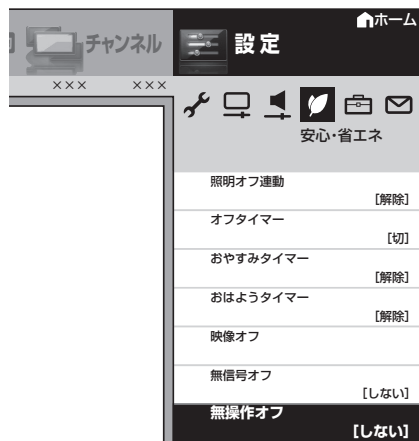 ホーム
チャンネル
設定
××× ×××
安心・省エネ
照明オフ連動
[解除]
オフタイマー
[切]
おやすみタイマー
[解除]
おはようタイマー
[解除]
映像オフ
無信号オフ
[しない]
無操作オフ
[しない]